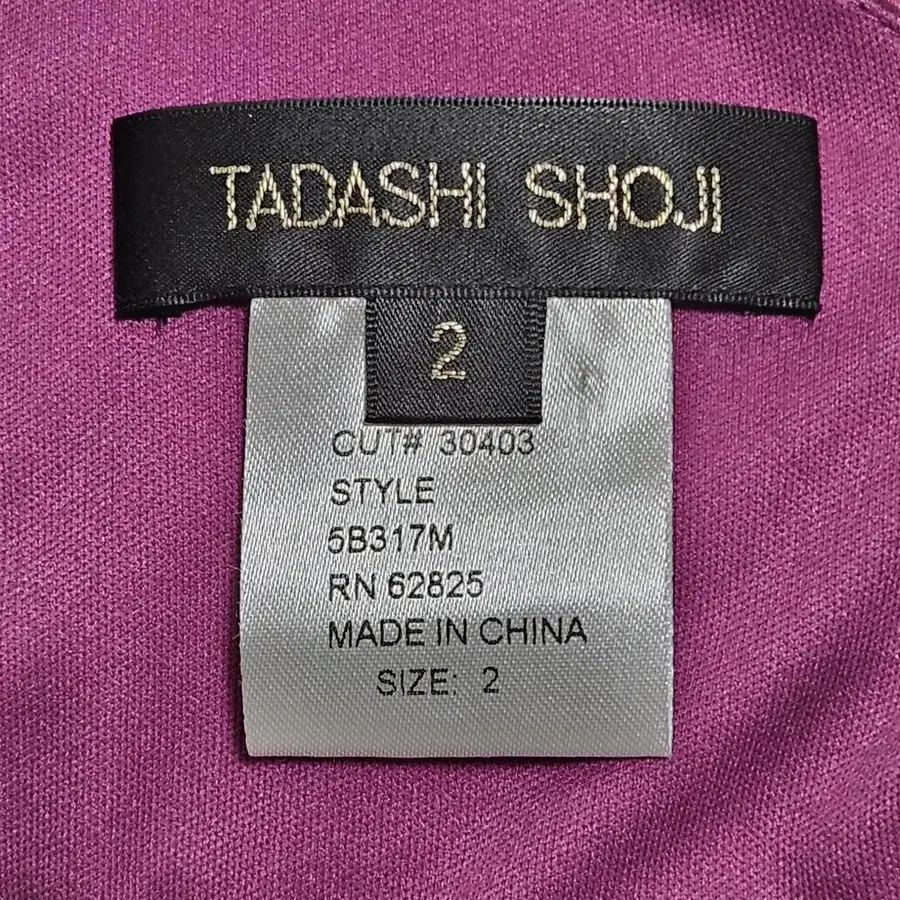 TADASHI SHOJI
2
CUT# 30403
STYLE
5B317M
RN 62825
MADE IN CHINA
SIZE: 2